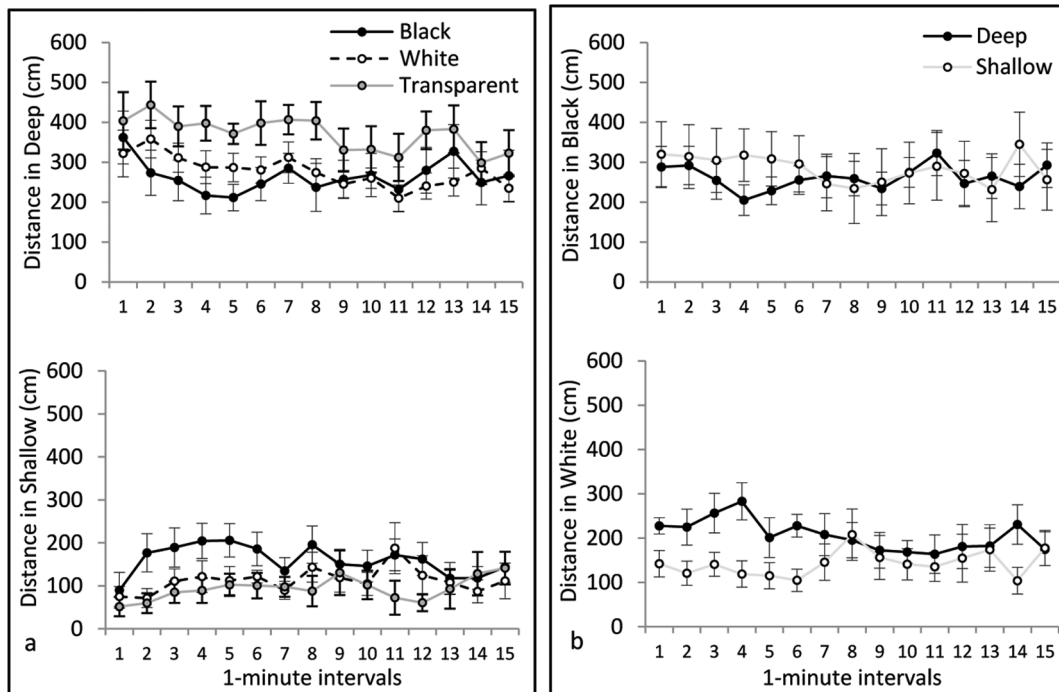 Distance in Deep (cm)
600
500
400
300
200
100
0
Black
White
Transparent
1 2 3 4 5 6 7 8 9 10 11 12 13 14 15
Distance in Shallow (cm)
600
500
400
300
200
100
0
1 2 3 4 5 6 7 8 9 10 11 12 13 14 15
a
1-minute intervals
Distance in Black (cm)
600
500
400
300
200
100
0
Deep
Shallow
1 2 3 4 5 6 7 8 9 10 11 12 13 14 15
Distance in White (cm)
600
500
400
300
200
100
0
1 2 3 4 5 6 7 8 9 10 11 12 13 14 15
b
1-minute intervals